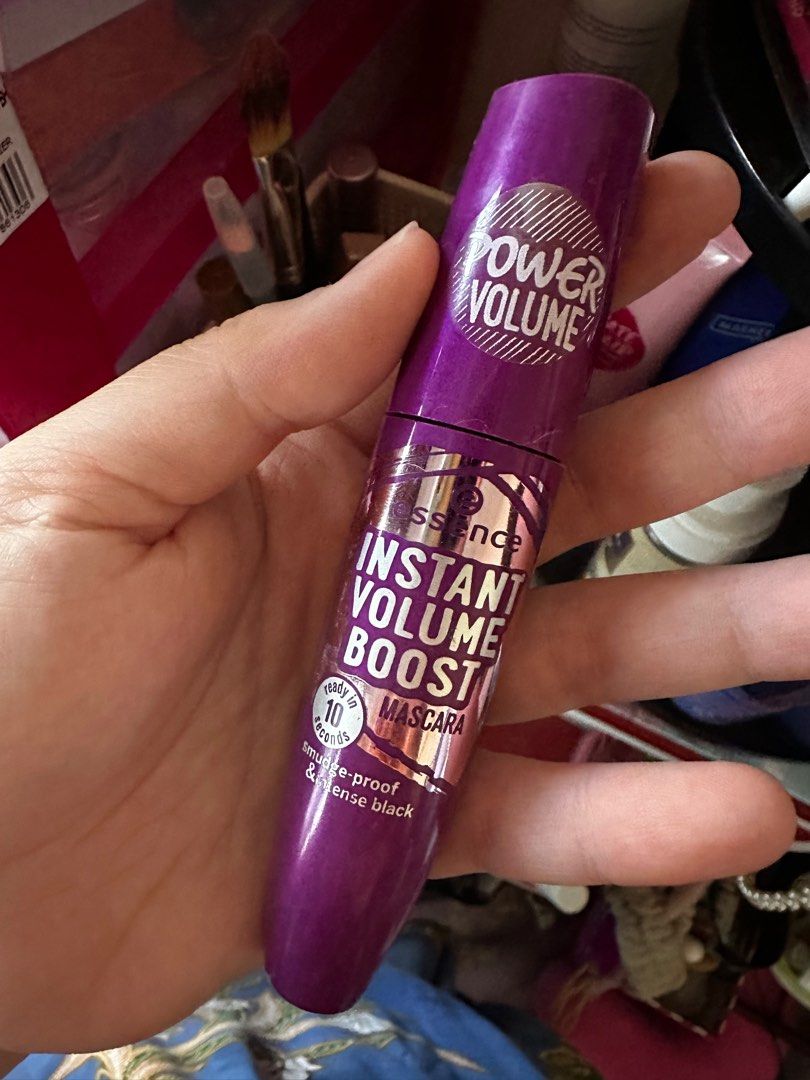 POWER
VOLUME
essence
INSTANT
VOLUME
BOOST
MASCARA
ready in
10
seconds
smudge-proof
& intense black